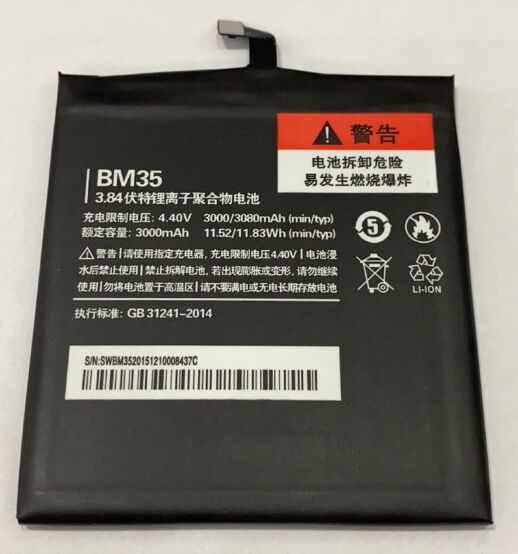 警告
电池拆卸危险
易发生燃烧爆炸
BM35
3.84伏特锂离子聚合物电池
充电限制电压: 4.40V 3000/3080mAh (min/typ)
额定容量: 3000mAh 11.52/11.83Wh (min/typ)
警告|请使用指定充电器, 充电限制电压4.40V|电池浸
水后禁止使用|禁止拆解电池, 若出现膨胀或变形, 请勿继续
使用|勿将电池置于高温区|请不要满电或无电长期存放电池
5
LI-ION
执行标准: GB 31241-2014
S/N:SWBM3520151210008437C